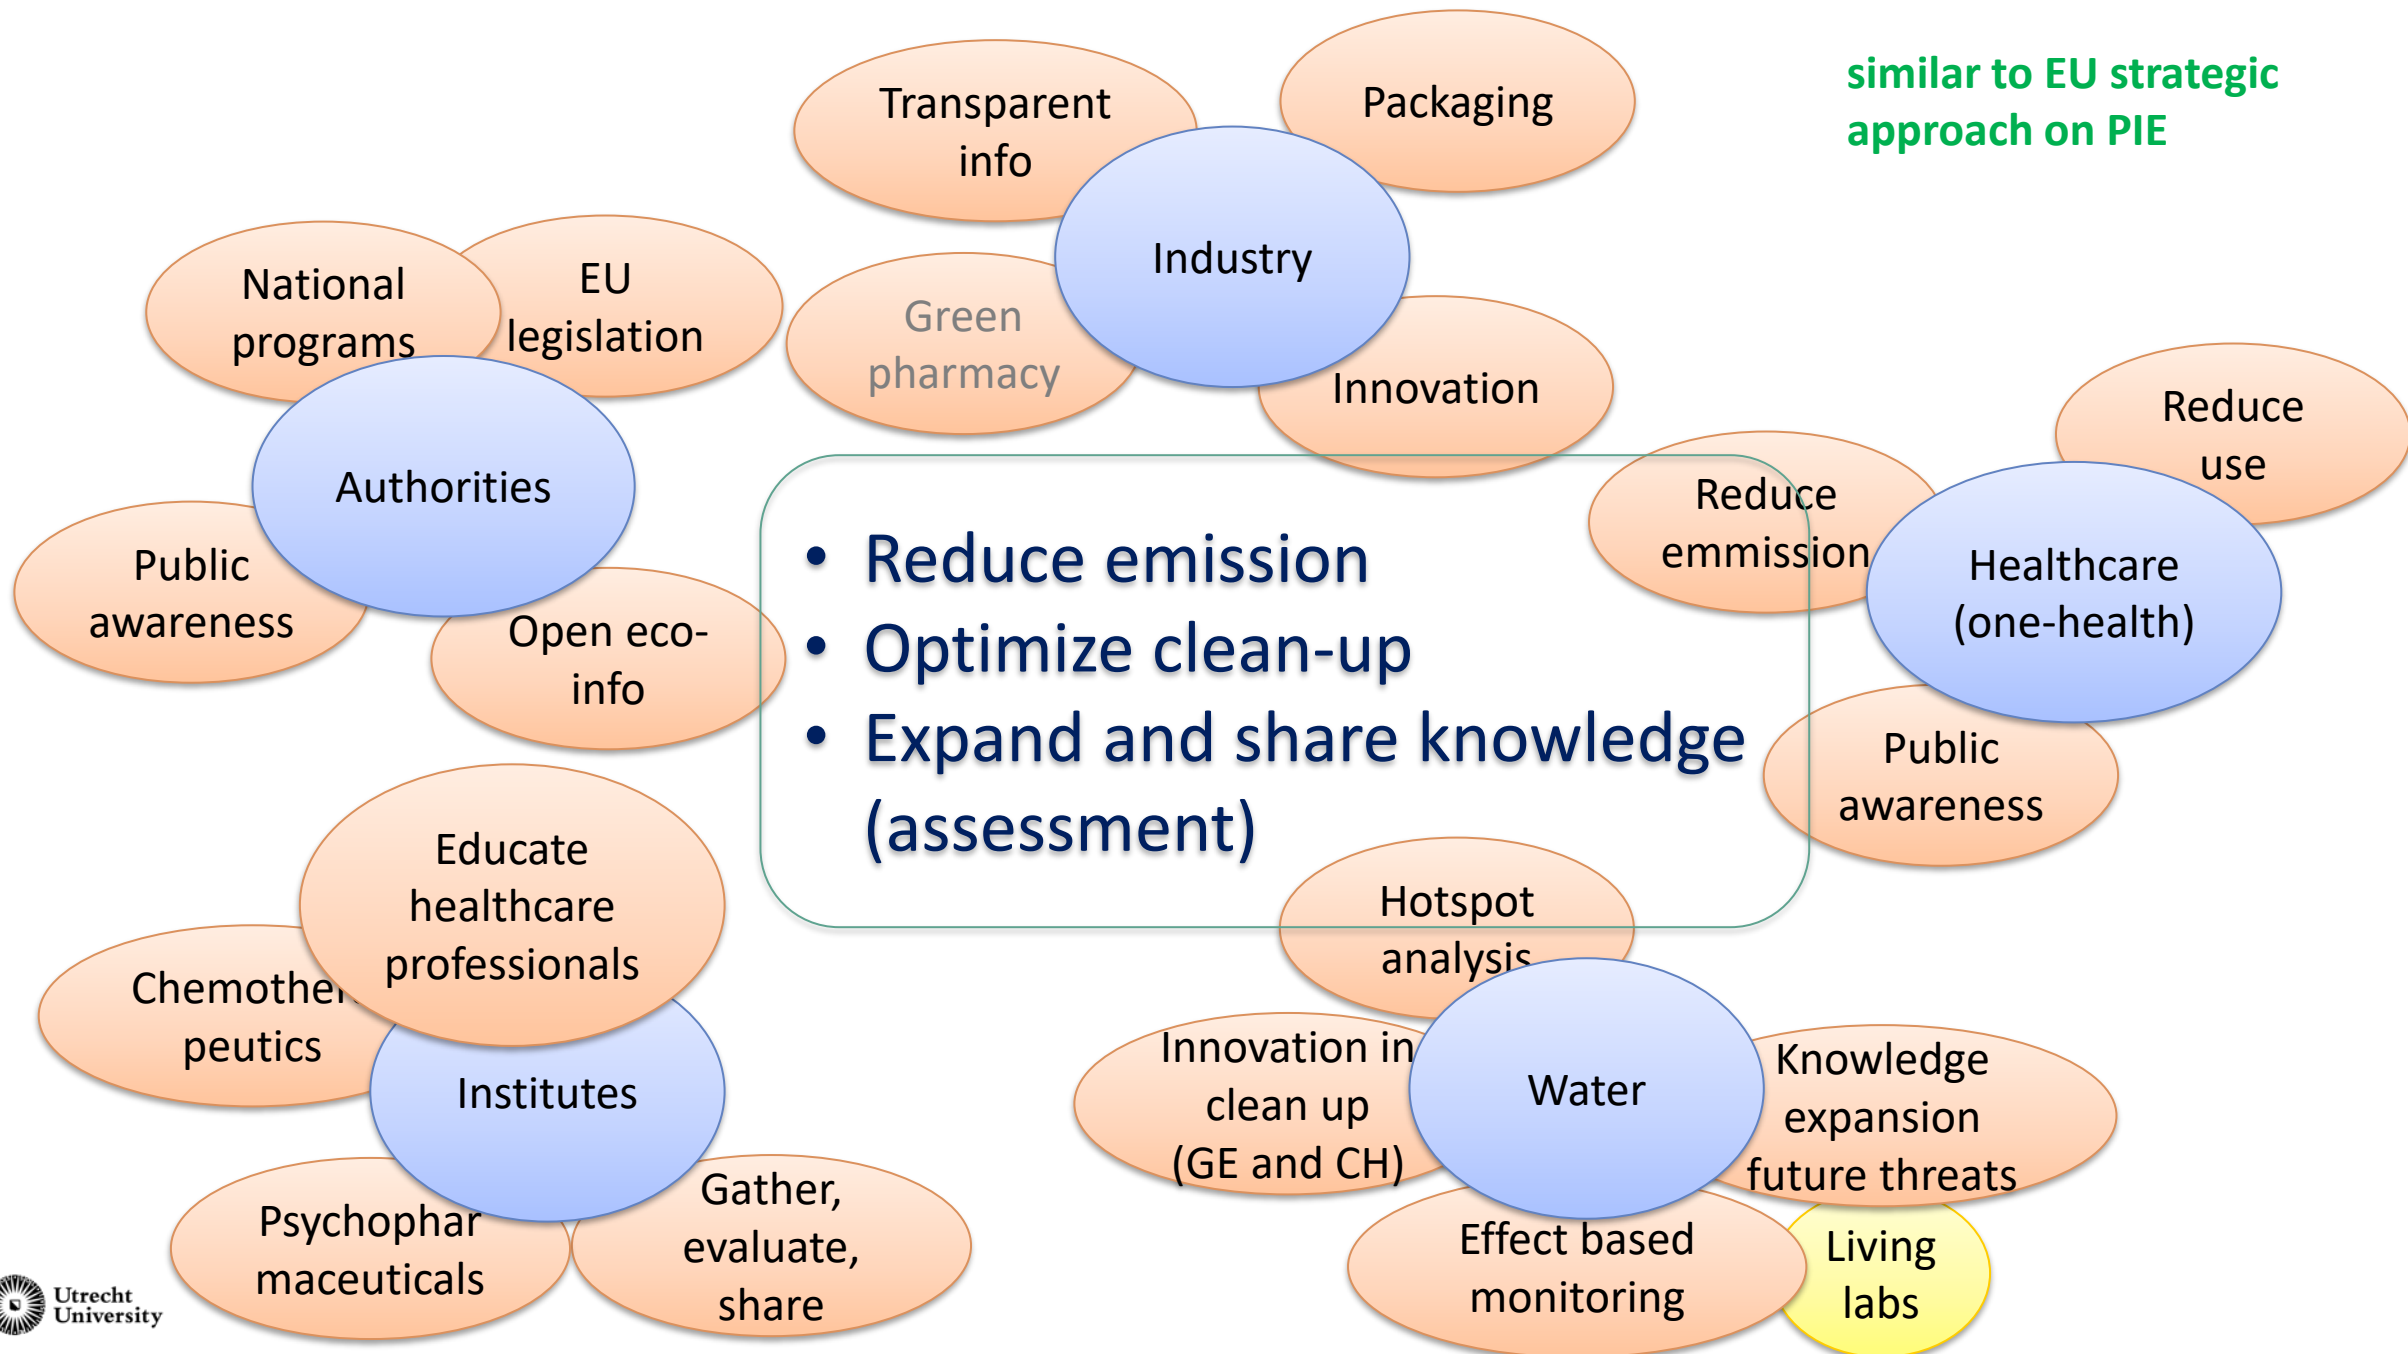 Transparent
info
Packaging
similar to EU strategic
approach on PIE
Industry
National
programs
EU
legislation
Green
pharmacy
Innovation
Authorities
Public
awareness
Open eco-
info
Reduce
use
Reduce
emmission
Healthcare
(one-health)
Public
awareness
• Reduce emission
• Optimize clean-up
• Expand and share knowledge
(assessment)
Educate
healthcare
professionals
Chemother
peutics
Institutes
Psychophar
maceuticals
Gather,
evaluate,
share
Hotspot
analysis
Innovation in
clean up
(GE and CH)
Water
Knowledge
expansion
future threats
Effect based
monitoring
Living
labs
Utrecht
University